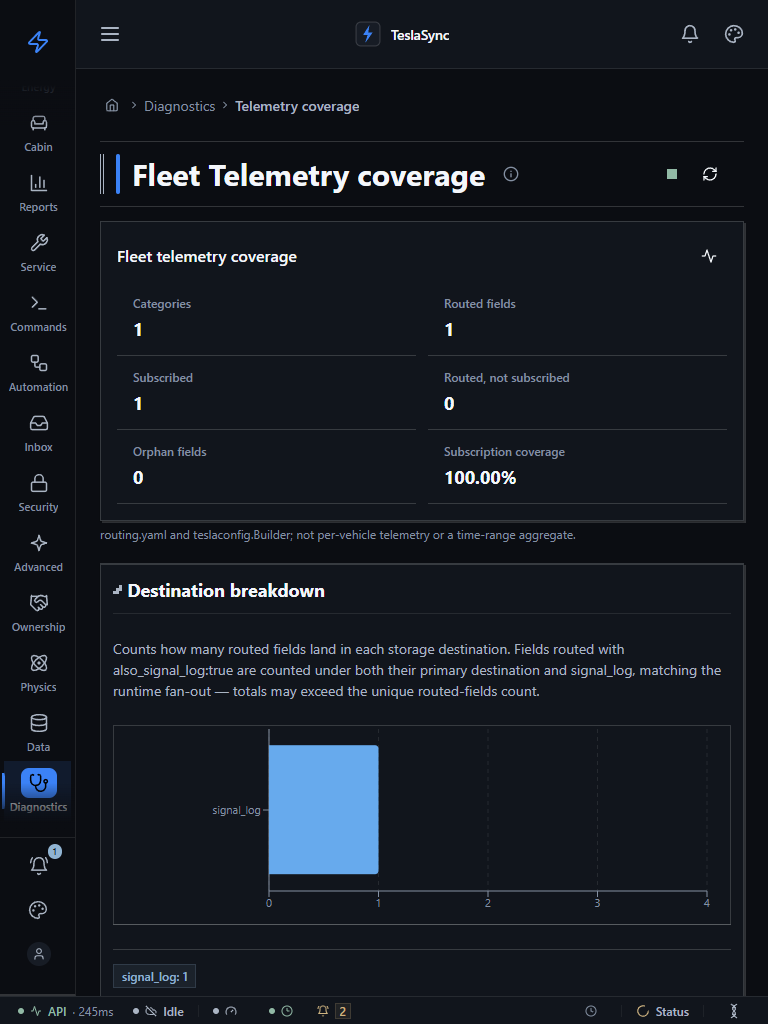 TeslaSync
Energy
Cabin
Reports
Service
Commands
Automation
Inbox
Security
Advanced
Ownership
Physics
Data
Diagnostics
1
Diagnostics
Telemetry coverage
Fleet Telemetry coverage
Fleet telemetry coverage
Categories
1
Routed fields
1
Subscribed
1
Routed, not subscribed
0
Orphan fields
0
Subscription coverage
100.00%
routing.yaml and teslaconfig.Builder; not per-vehicle telemetry or a time-range aggregate.
Destination breakdown
Counts how many routed fields land in each storage destination. Fields routed with
also_signal_log:true are counted under both their primary destination and signal_log, matching the
runtime fan-out — totals may exceed the unique routed-fields count.
signal_log
0 1 2 3 4
signal_log: 1
API · 245ms Idle 2 Status